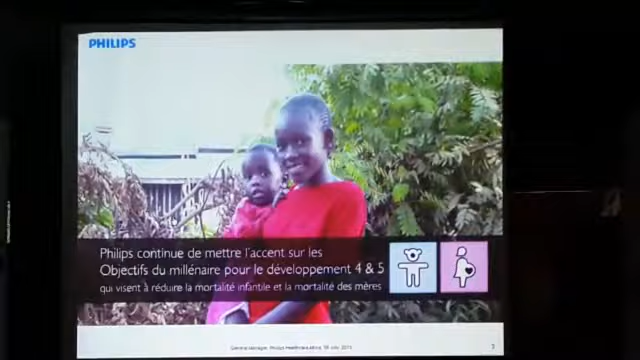 PHILIPS
Philips continue de mettre l'accent sur les
Objectifs du millénaire pour le développement 4 & 5
qui visent à réduire la mortalité infantile et la mortalité des mères